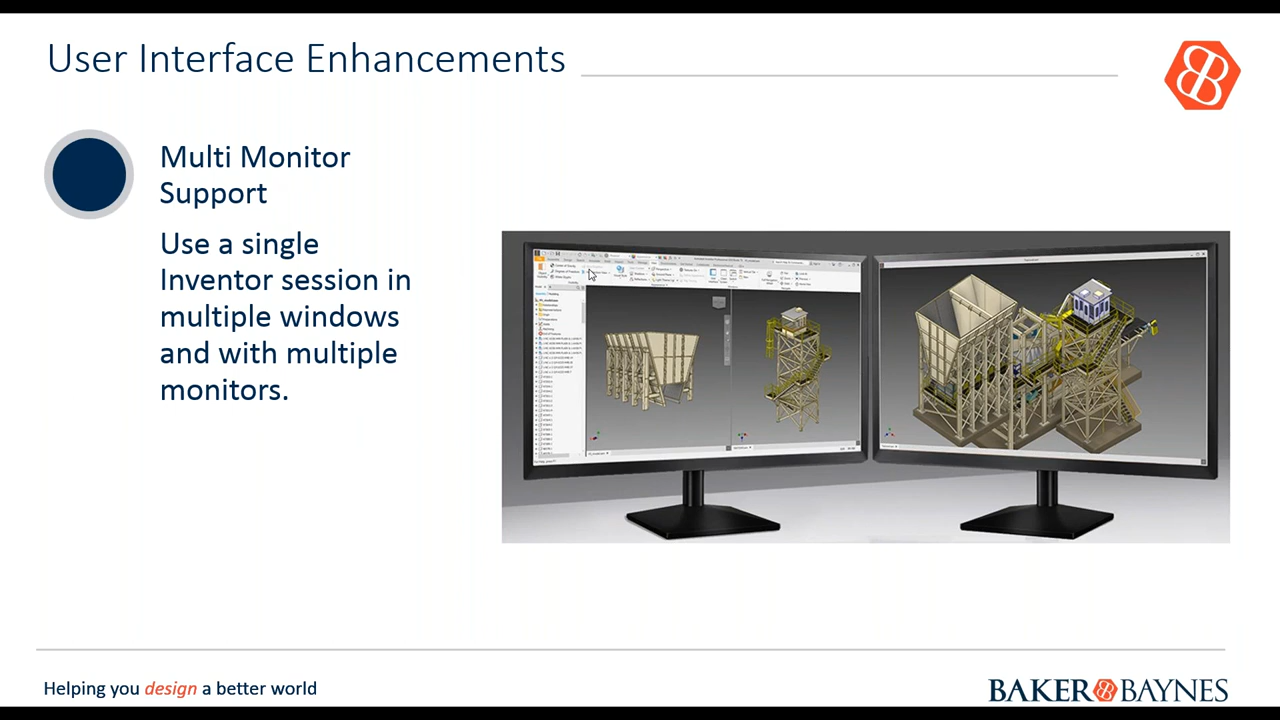 User Interface Enhancements
Multi Monitor
Support
Use a single
Inventor session in
multiple windows
and with multiple
monitors.
Helping you design a better world
BAKER BAYNES